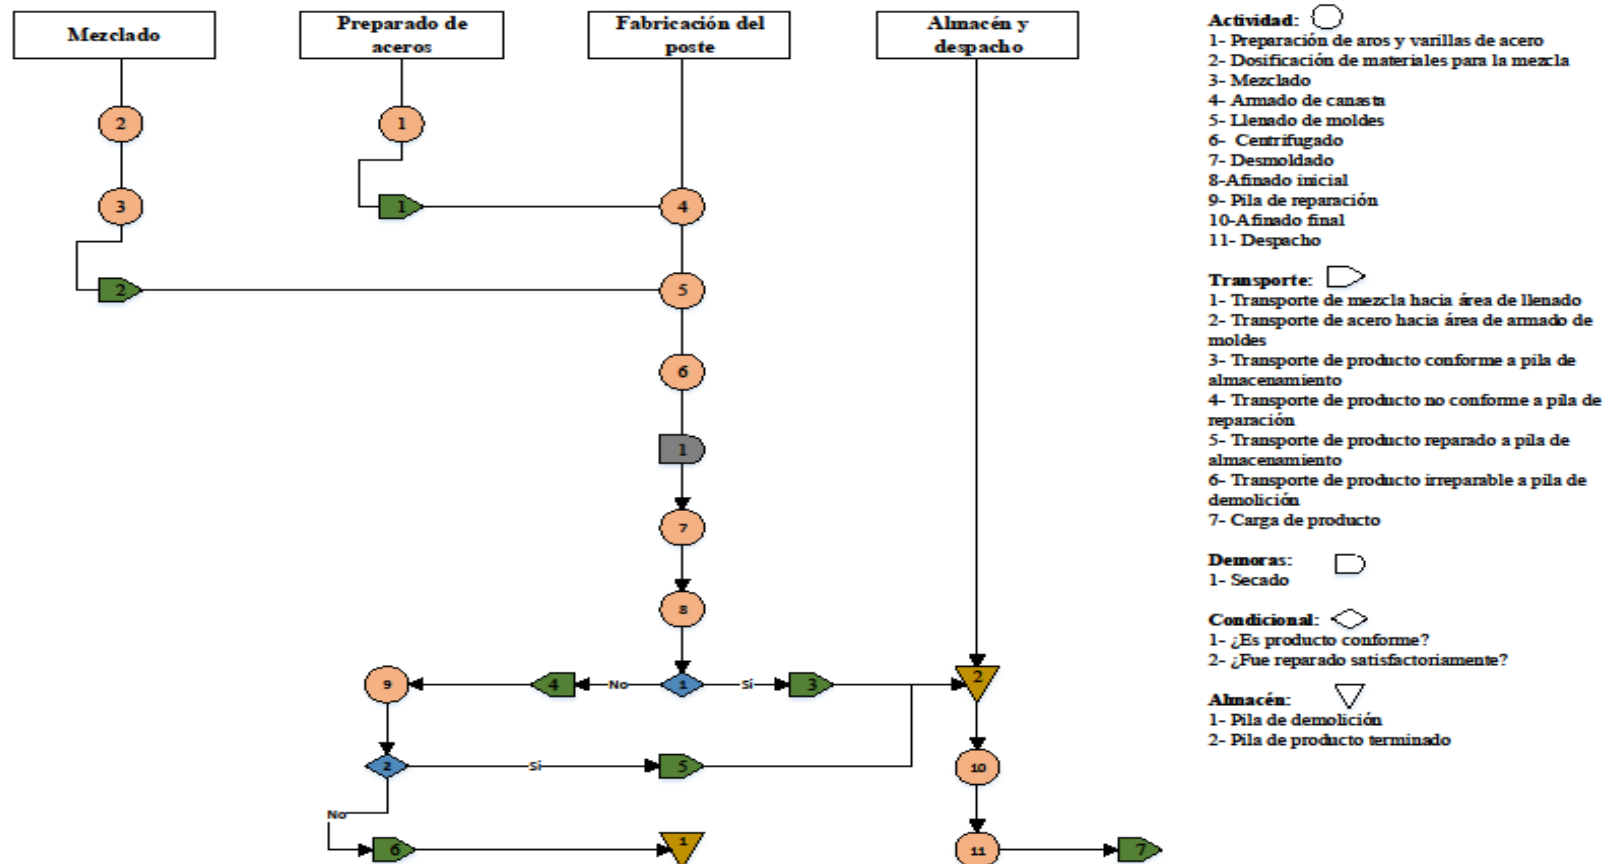 Mezclado
Preparado de
aceros
Fabricación del
poste
Almacén y
despacho
2
1
3
1
4
2
5
6
1
7
8
9
4
No
1
Sí
3
2
2
Sí
5
10
No
6
1
11
7
Actividad:
1- Preparación de aros y varillas de acero
2- Dosificación de materiales para la mezcla
3- Mezclado
4- Armado de canasta
5- Llenado de moldes
6- Centrifugado
7- Desmoldado
8-Afinado inicial
9- Pila de reparación
10-Afinado final
11- Despacho
Transporte:
1- Transporte de mezcla hacia área de llenado
2- Transporte de acero hacia área de armado de
moldes
3- Transporte de producto conforme a pila de
almacenamiento
4- Transporte de producto no conforme a pila de
reparación
5- Transporte de producto reparado a pila de
almacenamiento
6- Transporte de producto irreparable a pila de
demolición
7- Carga de producto
Demoras:
1- Secado
Condicional:
1- ¿Es producto conforme?
2- ¿Fue reparado satisfactoriamente?
Almacén:
1- Pila de demolición
2- Pila de producto terminado